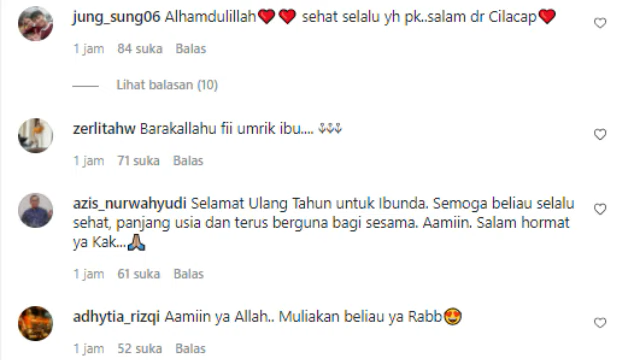 jung_sung06 Alhamdulillah❤️❤️ sehat selalu yh pk..salam dr Cilacap❤️
1 jam 84 suka Balas
Lihat balasan (10)
zerlitahw Barakallahu fii umrik ibu....
1 jam 71 suka Balas
azis_nurwahyudi Selamat Ulang Tahun untuk Ibunda. Semoga beliau selalu
sehat, panjang usia dan terus berguna bagi sesama. Aamiin. Salam hormat
ya Kak...🙏🏽
1 jam 61 suka Balas
adhytia_rizqi Aamiin ya Allah.. Muliakan beliau ya Rabb😍
1 jam 52 suka Balas